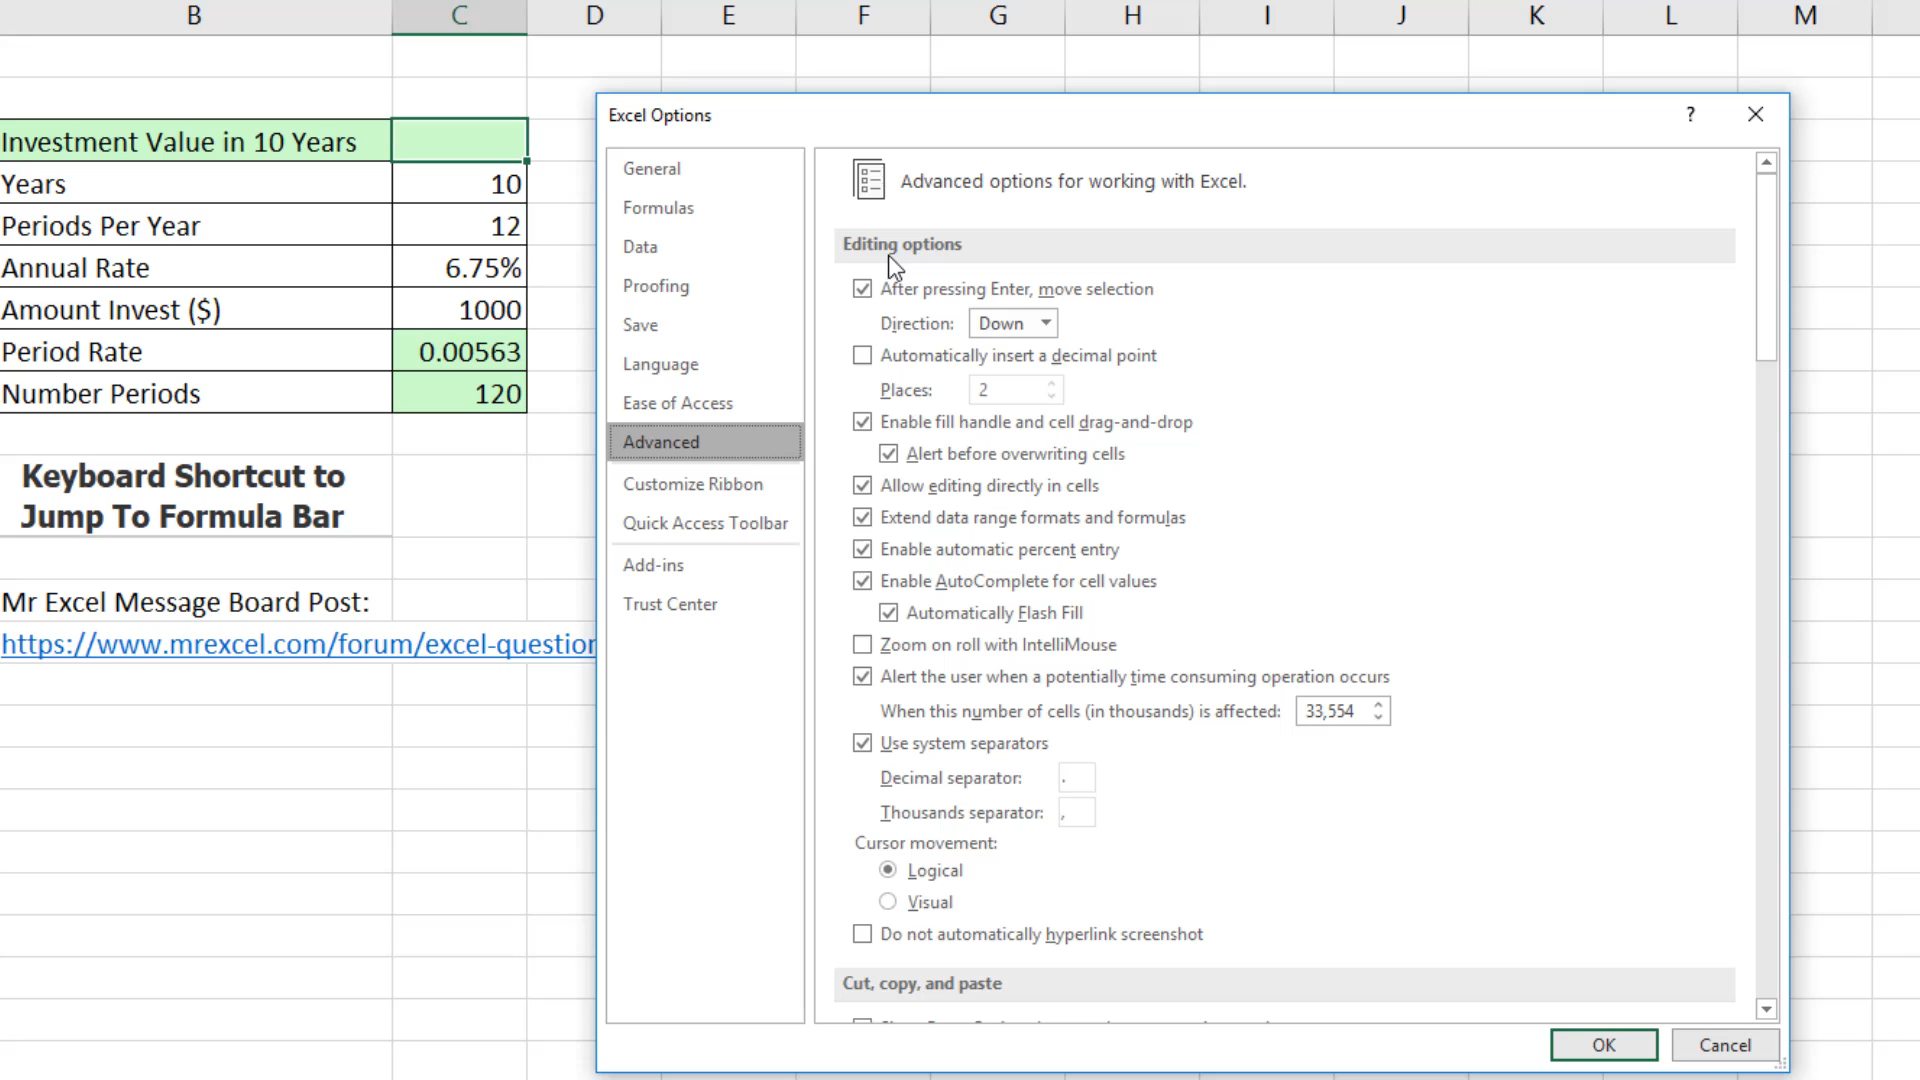 B C D E F G H I J K L M
Investment Value in 10 Years
Years 10
Periods Per Year 12
Annual Rate 6.75%
Amount Invest ($) 1000
Period Rate 0.00563
Number Periods 120
Keyboard Shortcut to
Jump To Formula Bar
Mr Excel Message Board Post:
https://www.mrexcel.com/forum/excel-question
Excel Options
?
General
Formulas
Data
Proofing
Save
Language
Ease of Access
Advanced
Customize Ribbon
Quick Access Toolbar
Add-ins
Trust Center
Advanced options for working with Excel.
Editing options
After pressing Enter, move selection
Direction: Down
Automatically insert a decimal point
Places: 2
Enable fill handle and cell drag-and-drop
Alert before overwriting cells
Allow editing directly in cells
Extend data range formats and formulas
Enable automatic percent entry
Enable AutoComplete for cell values
Automatically Flash Fill
Zoom on roll with IntelliMouse
Alert the user when a potentially time consuming operation occurs
When this number of cells (in thousands) is affected: 33,554
Use system separators
Decimal separator: .
Thousands separator: ,
Cursor movement:
Logical
Visual
Do not automatically hyperlink screenshot
Cut, copy, and paste
OK Cancel